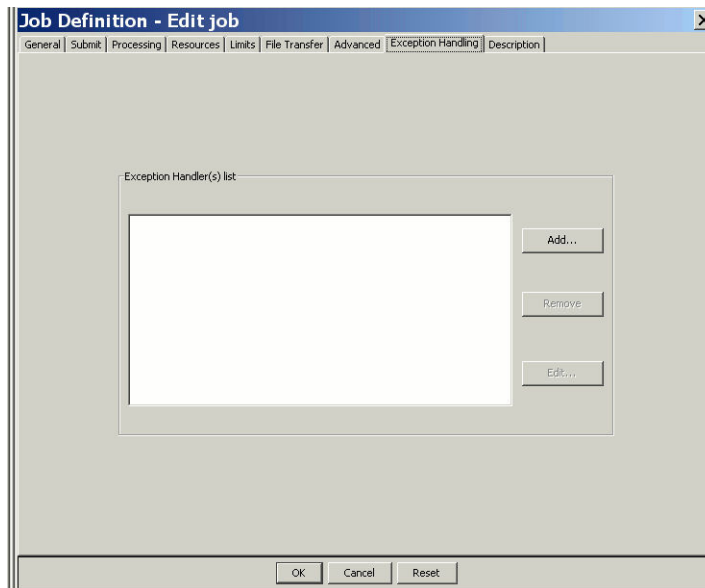 Job Definition - Edit job
General Submit Processing Resources Limits File Transfer Advanced Exception Handling Description
Exception Handler(s) list
Add...
Remove
Edit...
OK Cancel Reset